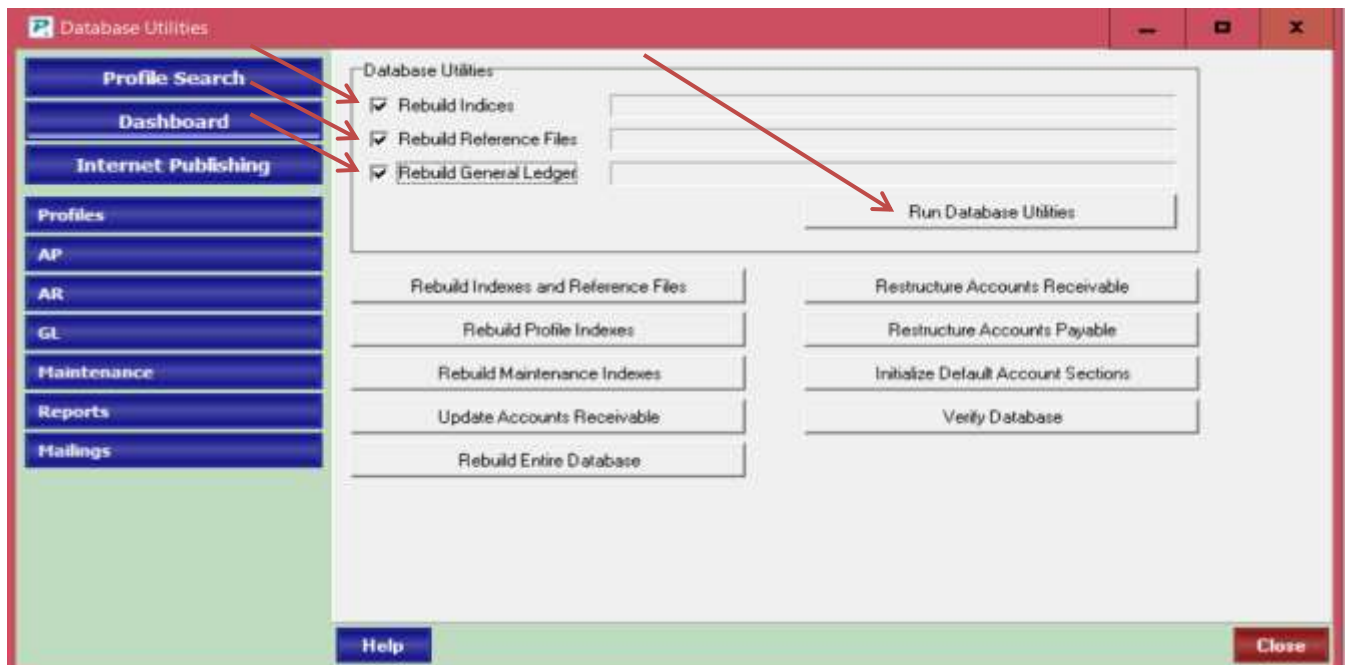 Database Utilities
Profile Search
Dashboard
Internet Publishing
Profiles
AP
AR
GL
Maintenance
Reports
Mailings
Database Utilities
Rebuild Indices
Rebuild Reference Files
Rebuild General Ledger
Run Database Utilities
Rebuild Indexes and Reference Files
Restructure Accounts Receivable
Rebuild Profile Indexes
Restructure Accounts Payable
Rebuild Maintenance Indexes
Initialize Default Account Sections
Update Accounts Receivable
Verify Database
Rebuild Entire Database
Help
Close